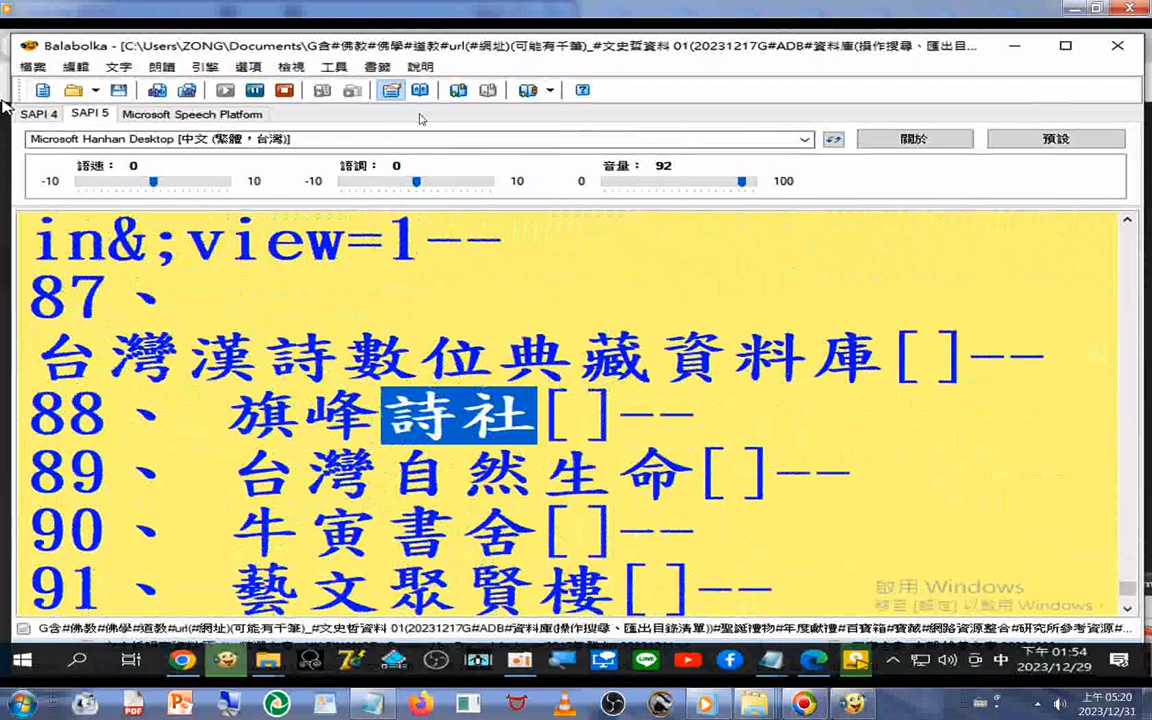 Balabolka - [C:\Users\ZONG\Documents\G含#佛教#佛學#道教#url(#網址)(可能有千筆)_#文史哲資料 01(20231217G#ADB#資料庫(操作搜尋、匯出目...
檔案 編輯 文字 朗讀 引擎 選項 檢視 工具 書籤 說明
SAPI 4 SAPI 5 Microsoft Speech Platform
Microsoft Hanhan Desktop [中文 (繁體，台灣)] 關於 預設
語速： 0 語調： 0 音量： 92
-10 10 -10 10 0 100
in&;view=1--
87、
台灣漢詩數位典藏資料庫[]--
88、 旗峰詩社[]--
89、 台灣自然生命[]--
90、 牛寅書舍[]--
91、 藝文聚賢樓[]--
啟用 Windows
移至 [設定] 以啟用 Windows。
G含#佛教#佛學#道教#url(#網址)(可能有千筆)_#文史哲資料 01(20231217G#ADB#資料庫(操作搜尋、匯出目錄清單))#聖誕禮物#年度獻禮#百寶箱#寶藏#網路資源整合#研究所參考資源#...
中 下午 01:54
2023/12/29
上午 05:20
2023/12/31